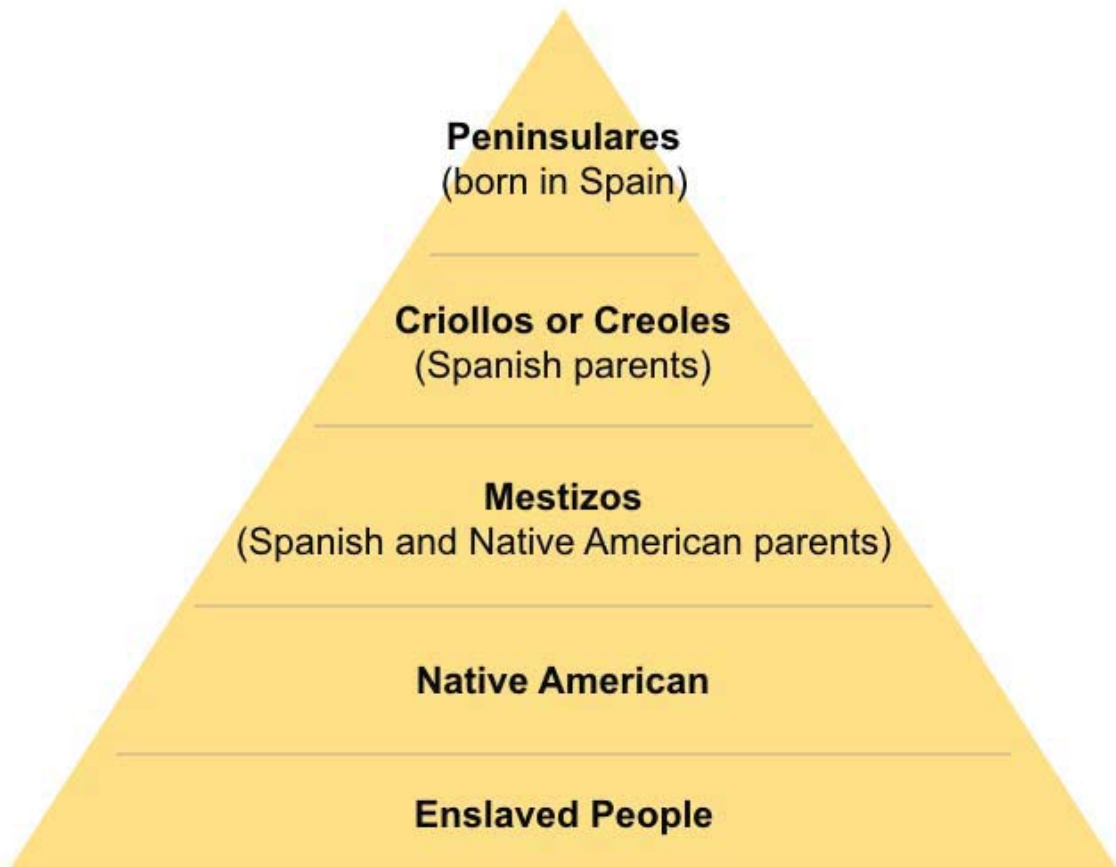 Peninsulares
(born in Spain)
Criollos or Creoles
(Spanish parents)
Mestizos
(Spanish and Native American parents)
Native American
Enslaved People